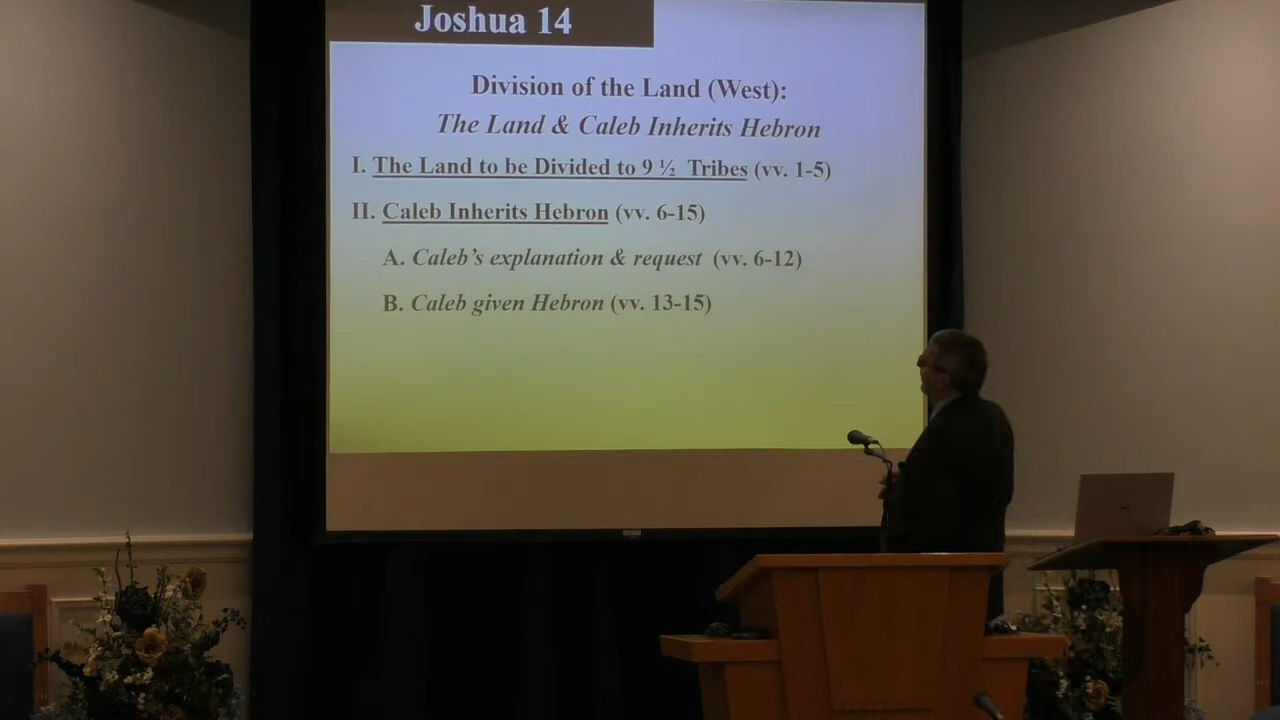 Joshua 14
Division of the Land (West):
The Land & Caleb Inherits Hebron
I. The Land to be Divided to 9 ½ Tribes (vv. 1-5)
II. Caleb Inherits Hebron (vv. 6-15)
A. Caleb's explanation & request (vv. 6-12)
B. Caleb given Hebron (vv. 13-15)